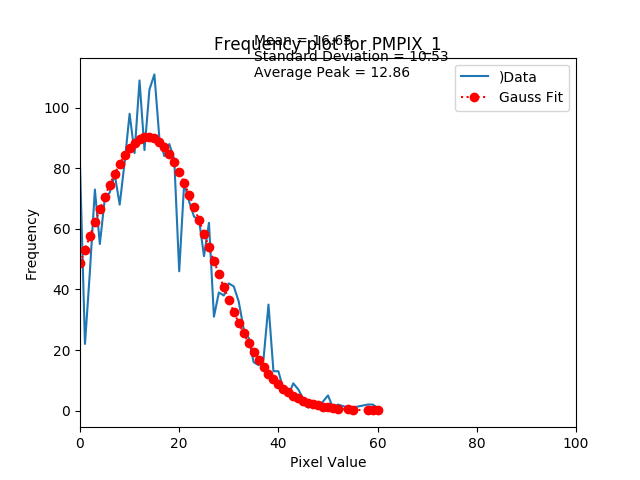 Mean = 16.65
Frequency plot for PMPIX_1
Standard Deviation = 10.53
Average Peak = 12.86
)Data
Gauss Fit
Frequency
100
80
60
40
20
0
0 20 40 60 80 100
Pixel Value